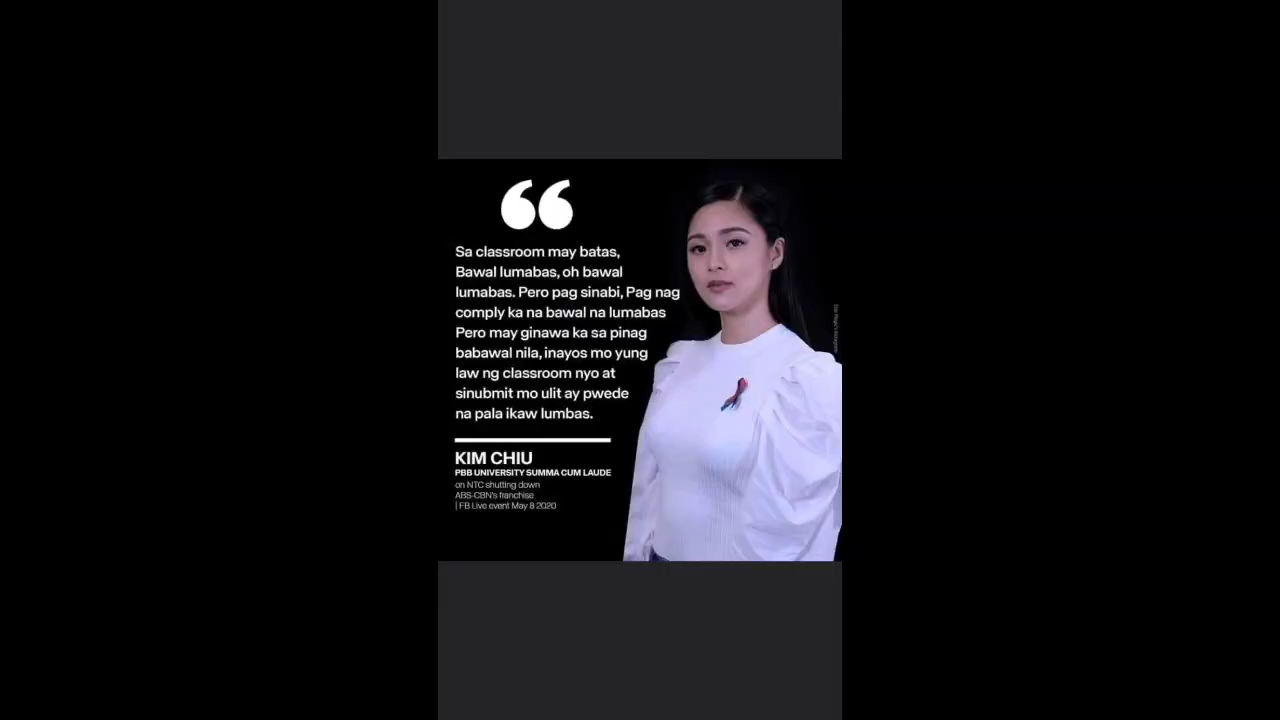 Sa classroom may batas,
Bawal lumabas, oh bawal
lumabas. Pero pag sinabi, Pag nag
comply ka na bawal na lumabas
Pero may ginawa ka sa pinag
babawal nila, inayos mo yung
law ng classroom nyo at
sinubmit mo ulit ay pwede
na pala ikaw lumbas.
KIM CHIU
PBB UNIVERSITY SUMMA CUM LAUDE
on NTC shutting down
ABS-CBN's franchise
| FB Live event May 8 2020